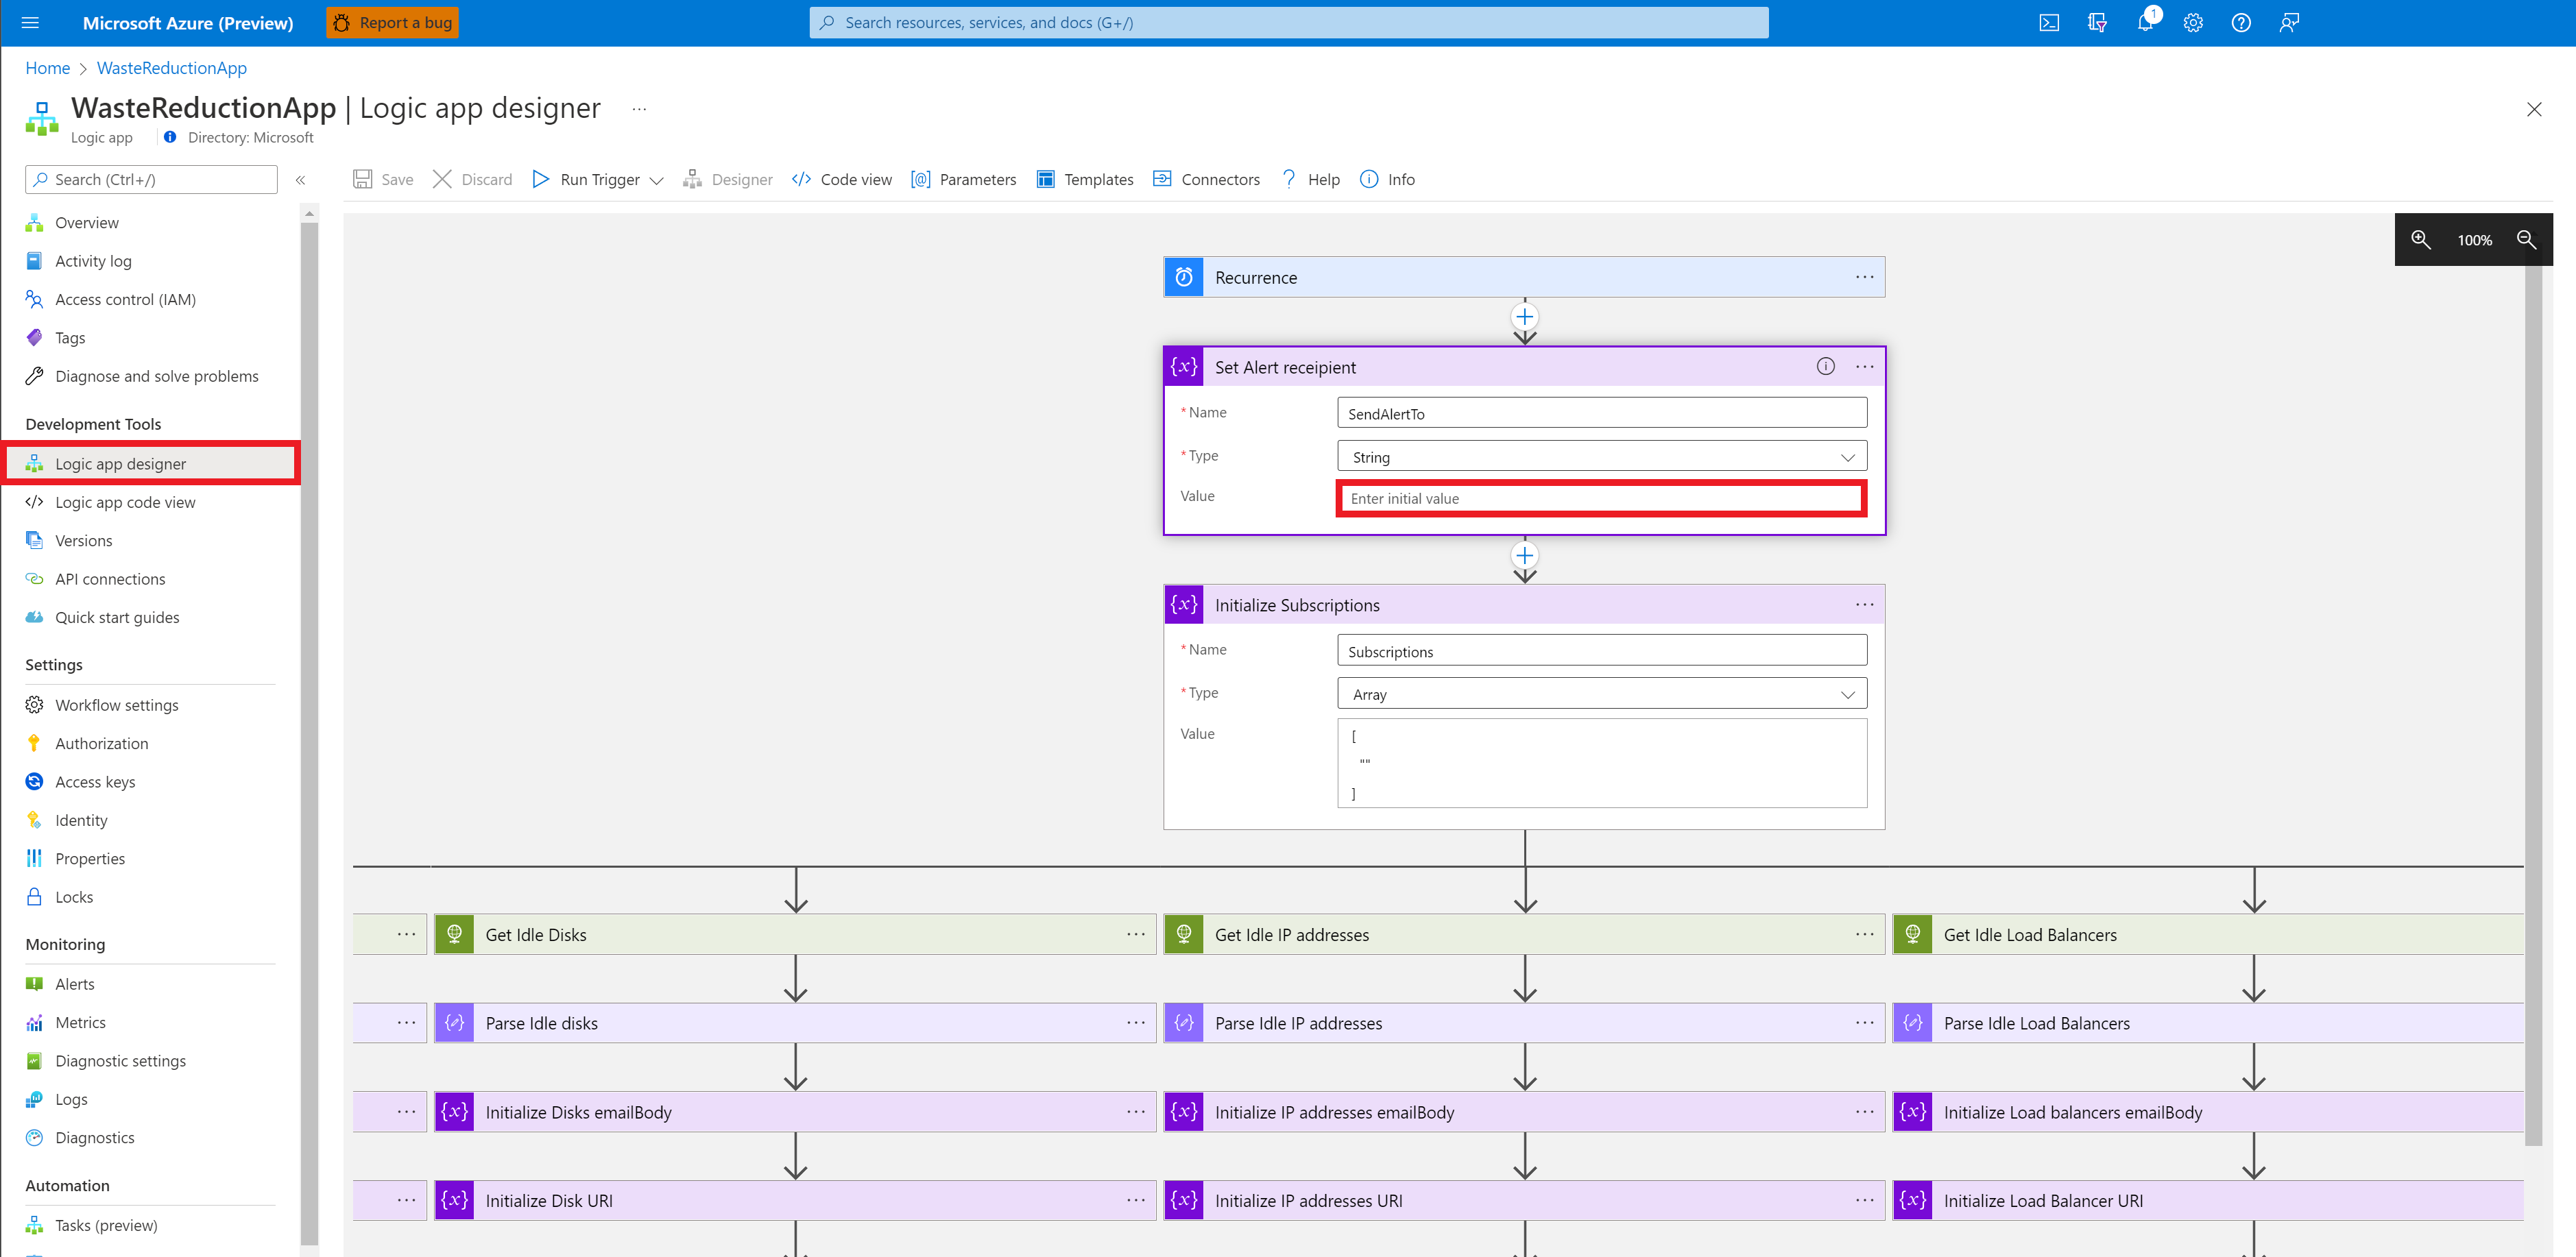 Microsoft Azure (Preview)
Report a bug
Search resources, services, and docs (G+/)
1
Home > WasteReductionApp
WasteReductionApp | Logic app designer ...
Logic app
Directory: Microsoft
Search (Ctrl+/)
«
Save
Discard
Run Trigger
Designer
Code view
Parameters
Templates
Connectors
Help
Info
Overview
Activity log
Access control (IAM)
Tags
Diagnose and solve problems
Development Tools
Logic app designer
Logic app code view
Versions
API connections
Quick start guides
Settings
Workflow settings
Authorization
Access keys
Identity
Properties
Locks
Monitoring
Alerts
Metrics
Diagnostic settings
Logs
Diagnostics
Automation
Tasks (preview)
100%
Recurrence
{x} Set Alert receipient
* Name
SendAlertTo
* Type
String
Value
Enter initial value
{x} Initialize Subscriptions
* Name
Subscriptions
* Type
Array
Value
[
""
]
Get Idle Disks
Get Idle IP addresses
Get Idle Load Balancers
Parse Idle disks
Parse Idle IP addresses
Parse Idle Load Balancers
{x} Initialize Disks emailBody
{x} Initialize IP addresses emailBody
{x} Initialize Load balancers emailBody
{x} Initialize Disk URI
{x} Initialize IP addresses URI
{x} Initialize Load Balancer URI